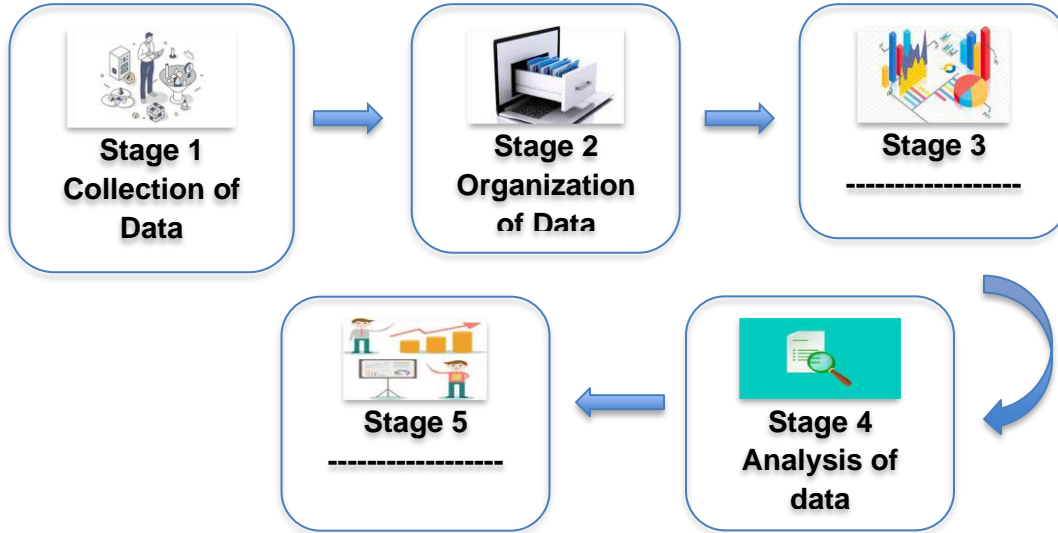 Stage 1
Collection of
Data
Stage 2
Organization
of Data
Stage 3
------------------
Stage 4
Analysis of
data
Stage 5
------------------